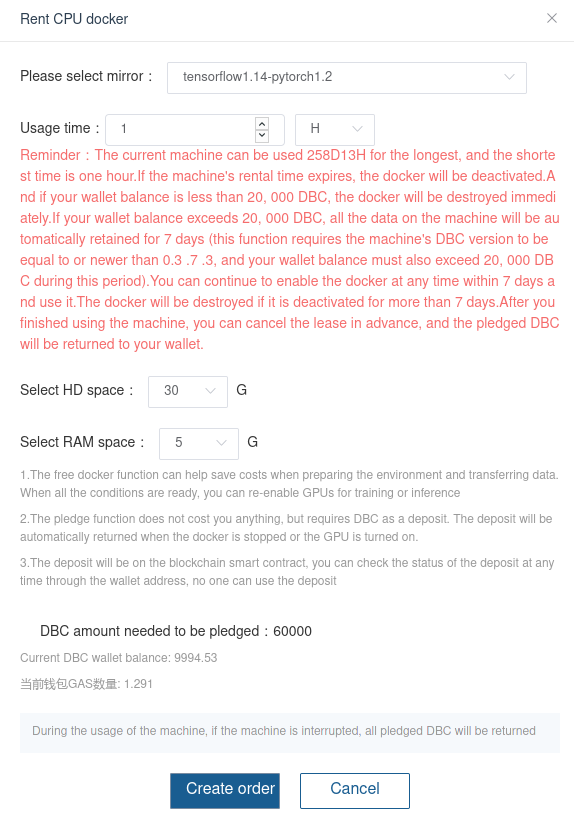 Rent CPU docker
Please select mirror : tensorflow1.14-pytorch1.2
Usage time : 1 H
Reminder : The current machine can be used 258D13H for the longest, and the shorte
st time is one hour.If the machine's rental time expires, the docker will be deactivated.A
nd if your wallet balance is less than 20, 000 DBC, the docker will be destroyed immedi
ately.If your wallet balance exceeds 20, 000 DBC, all the data on the machine will be au
tomatically retained for 7 days (this function requires the machine's DBC version to be
equal to or newer than 0.3 .7 .3, and your wallet balance must also exceed 20, 000 DB
C during this period).You can continue to enable the docker at any time within 7 days a
nd use it.The docker will be destroyed if it is deactivated for more than 7 days.After you
finished using the machine, you can cancel the lease in advance, and the pledged DBC
will be returned to your wallet.
Select HD space : 30 G
Select RAM space : 5 G
1.The free docker function can help save costs when preparing the environment and transferring data.
When all the conditions are ready, you can re-enable GPUs for training or inference
2.The pledge function does not cost you anything, but requires DBC as a deposit. The deposit will be
automatically returned when the docker is stopped or the GPU is turned on.
3.The deposit will be on the blockchain smart contract, you can check the status of the deposit at any
time through the wallet address, no one can use the deposit
DBC amount needed to be pledged : 60000
Current DBC wallet balance: 9994.53
当前钱包GAS数量: 1.291
During the usage of the machine, if the machine is interrupted, all pledged DBC will be returned
Create order Cancel